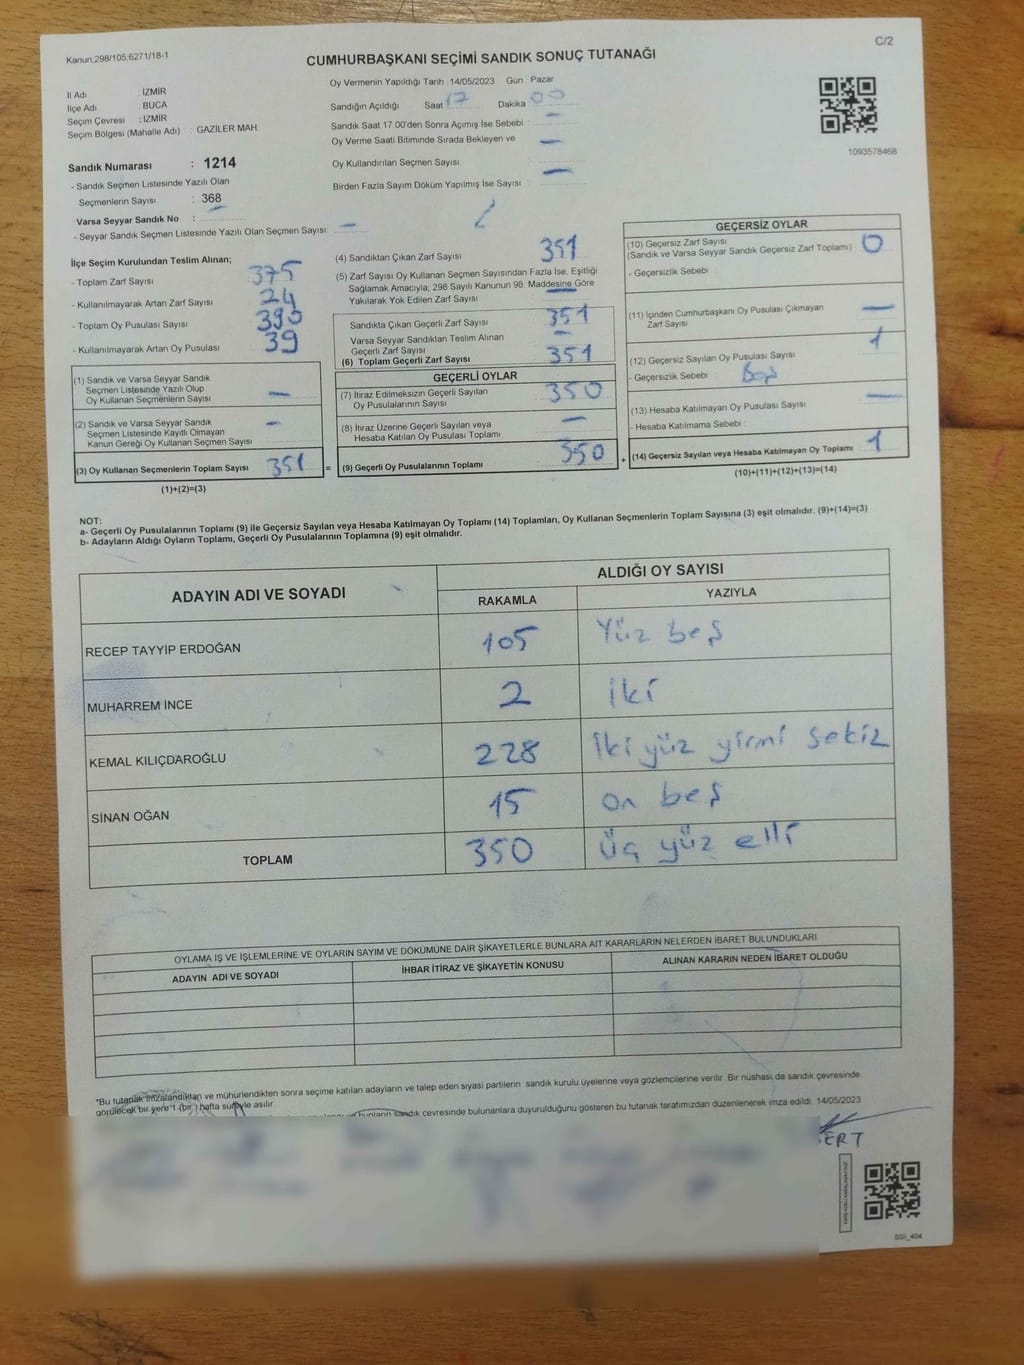 Kanun;298/105;6271/18-1
C/2
CUMHURBAŞKANI SEÇİMİ SANDIK SONUÇ TUTANAĞI
İl Adı İZMİR
İlçe Adı : BUCA
Seçim Çevresi : İZMİR
Seçim Bölgesi (Mahalle Adı) : GAZİLER MAH
Oy Vermenin Yapıldığı Tarih : 14/05/2023 Gün : Pazar
Sandığın Açıldığı Saat 17 Dakika 00
Sandık Saat 17:00'den Sonra Açımış İse Sebebi : —
Oy Verme Saati Bitiminde Sırada Bekleyen ve
Oy Kullandırılan Seçmen Sayısı : —
Birden Fazla Sayım Döküm Yapılmış İse Sayısı : —
1093578468
Sandık Numarası : 1214
- Sandık Seçmen Listesinde Yazılı Olan
Seçmenlerin Sayısı : 368
Varsa Seyyar Sandık No : —
- Seyyar Sandık Seçmen Listesinde Yazılı Olan Seçmen Sayısı : —
İlçe Seçim Kurulundan Teslim Alınan;
- Toplam Zarf Sayısı 375
- Kullanılmayarak Artan Zarf Sayısı 24
- Toplam Oy Pusulası Sayısı 390
- Kullanılmayarak Artan Oy Pusulası 39
(1) Sandık ve Varsa Seyyar Sandık
Seçmen Listesinde Yazılı Olup
Oy Kullanan Seçmenlerin Sayısı —
(2) Sandık ve Varsa Seyyar Sandık
Seçmen Listesinde Kayıtlı Olmayan
Kanun Gereği Oy Kullanan Seçmen Sayısı —
(3) Oy Kullanan Seçmenlerin Toplam Sayısı 351 =
(1)+(2)=(3)
(4) Sandıktan Çıkan Zarf Sayısı 351
(5) Zarf Sayısı Oy Kullanan Seçmen Sayısından Fazla İse, Eşitliği
Sağlamak Amacıyla; 298 Sayılı Kanunun 98. Maddesine Göre
Yakılarak Yok Edilen Zarf Sayısı —
Sandıkta Çıkan Geçerli Zarf Sayısı 351
Varsa Seyyar Sandıktan Teslim Alınan
Geçerli Zarf Sayısı —
(6) Toplam Geçerli Zarf Sayısı 351
GEÇERLİ OYLAR
(7) İtiraz Edilmeksizin Geçerli Sayılan
Oy Pusulalarının Sayısı 350
(8) İtiraz Üzerine Geçerli Sayılan veya
Hesaba Katılan Oy Pusulası Toplamı —
(9) Geçerli Oy Pusulalarının Toplamı 350 +
GEÇERSİZ OYLAR
(10) Geçersiz Zarf Sayısı
(Sandık ve Varsa Seyyar Sandık Geçersiz Zarf Toplamı) 0
- Geçersizlik Sebebi
(11) İçinden Cumhurbaşkanı Oy Pusulası Çıkmayan
Zarf Sayısı —
(12) Geçersiz Sayılan Oy Pusulası Sayısı 1
- Geçersizlik Sebebi : Boş
(13) Hesaba Katılmayan Oy Pusulası Sayısı —
- Hesaba Katılmama Sebebi :
(14) Geçersiz Sayılan veya Hesaba Katılmayan Oy Toplamı 1
(10)+(11)+(12)+(13)=(14)
NOT:
a- Geçerli Oy Pusulalarının Toplamı (9) ile Geçersiz Sayılan veya Hesaba Katılmayan Oy Toplamı (14) Toplamları, Oy Kullanan Seçmenlerin Toplam Sayısına (3) eşit olmalıdır. (9)+(14)=(3)
b- Adayların Aldığı Oyların Toplamı, Geçerli Oy Pusulalarının Toplamına (9) eşit olmalıdır.
ADAYIN ADI VE SOYADI
ALDIĞI OY SAYISI
RAKAMLA YAZIYLA
RECEP TAYYİP ERDOĞAN 105 Yüz beş
MUHARREM İNCE 2 iki
KEMAL KILIÇDAROĞLU 228 iki yüz yirmi sekiz
SİNAN OĞAN 15 on beş
TOPLAM 350 üç yüz elli
OYLAMA İŞ VE İŞLEMLERİNE VE OYLARIN SAYIM VE DÖKÜMÜNE DAİR ŞİKAYETLERLE BUNLARA AİT KARARLARIN NELERDEN İBARET BULUNDUKLARI
ADAYIN ADI VE SOYADI İHBAR İTİRAZ VE ŞİKAYETİN KONUSU ALINAN KARARIN NEDEN İBARET OLDUĞU
*Bu tutanak imzalandıktan ve mühürlendikten sonra seçime katılan adayların ve talep eden siyasi partilerin sandık kurulu üyelerine veya gözlemcilerine verilir. Bir nüshası da sandık çevresinde
görülecek bir yere 1 (bir ) hafta süreyle asılır
bunların sandık çevresinde bulunanlara duyurulduğunu gösteren bu tutanak tarafımızdan düzenlenerek imza edildi. 14/05/2023
ERT
SSI_404